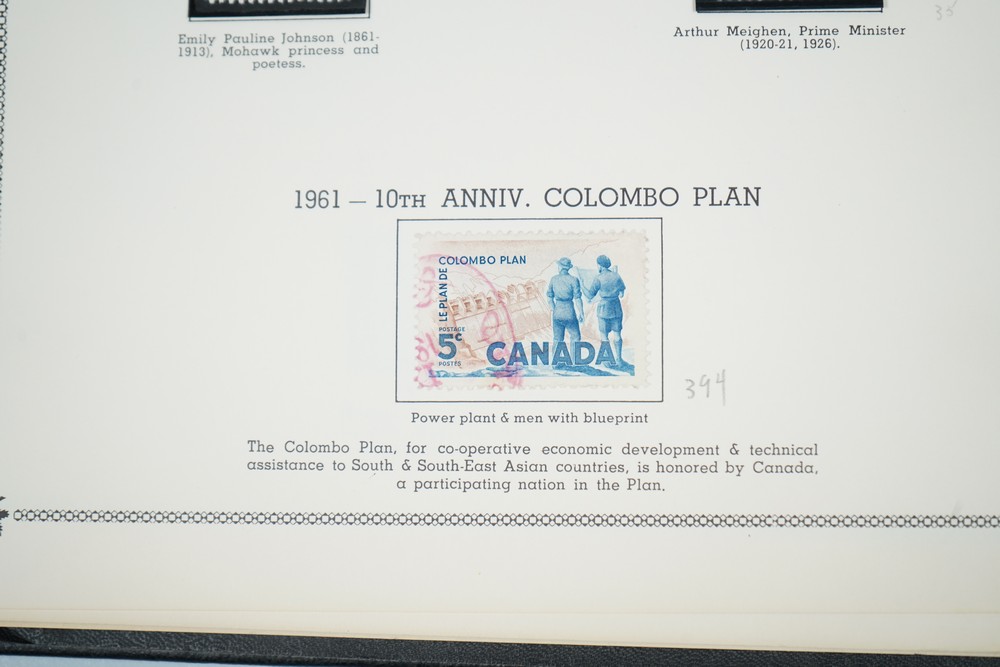 Emily Pauline Johnson (1861-
1913), Mohawk princess and
poetess.
Arthur Meighen, Prime Minister
(1920-21, 1926).
35
1961 – 10TH ANNIV. COLOMBO PLAN
COLOMBO PLAN
LE PLAN DE
POSTAGE
5c
POSTES
CANADA
394
Power plant & men with blueprint
The Colombo Plan, for co-operative economic development & technical
assistance to South & South-East Asian countries, is honored by Canada,
a participating nation in the Plan.